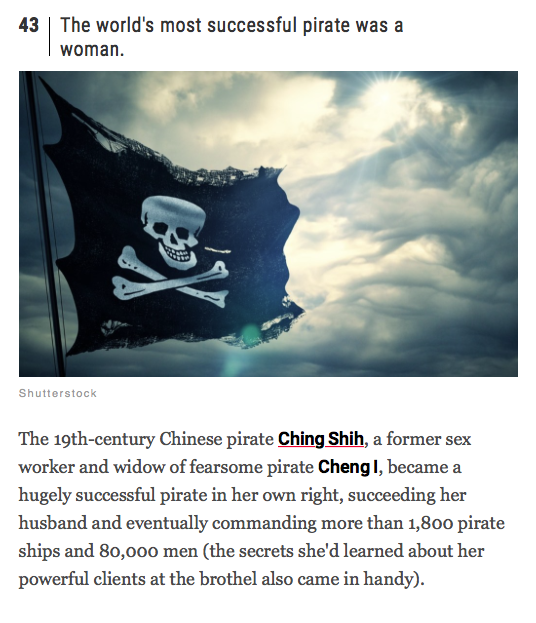 43 | The world's most successful pirate was a
woman.
Shutterstock
The 19th-century Chinese pirate Ching Shih, a former sex
worker and widow of fearsome pirate Cheng I, became a
hugely successful pirate in her own right, succeeding her
husband and eventually commanding more than 1,800 pirate
ships and 80,000 men (the secrets she'd learned about her
powerful clients at the brothel also came in handy).